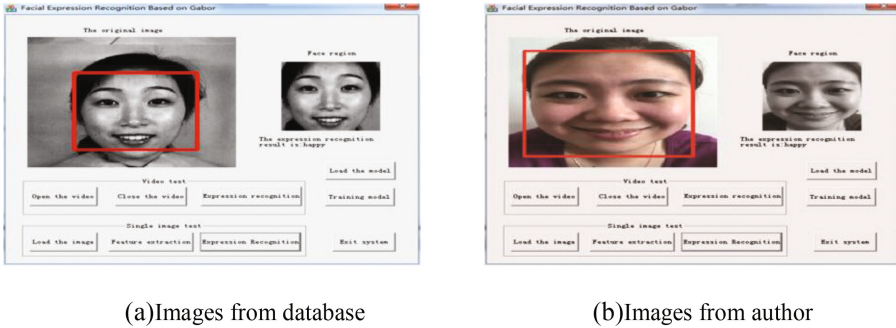 Facial Expression Recognition Based on Gabor
The original image
Face region
The expression recognition
result is:happy
Load the model
Video test
Open the video
Close the video
Expression recognition
Training model
Single image test
Load the image
Feature extraction
Expression Recognition
Exit system
(a)Images from database
Facial Expression Recognition Based on Gabor
The original image
Face region
The expression recognition
result is:happy
Load the model
Video test
Open the video
Close the video
Expression recognition
Training model
Single image test
Load the image
Feature extraction
Expression Recognition
Exit system
(b)Images from author